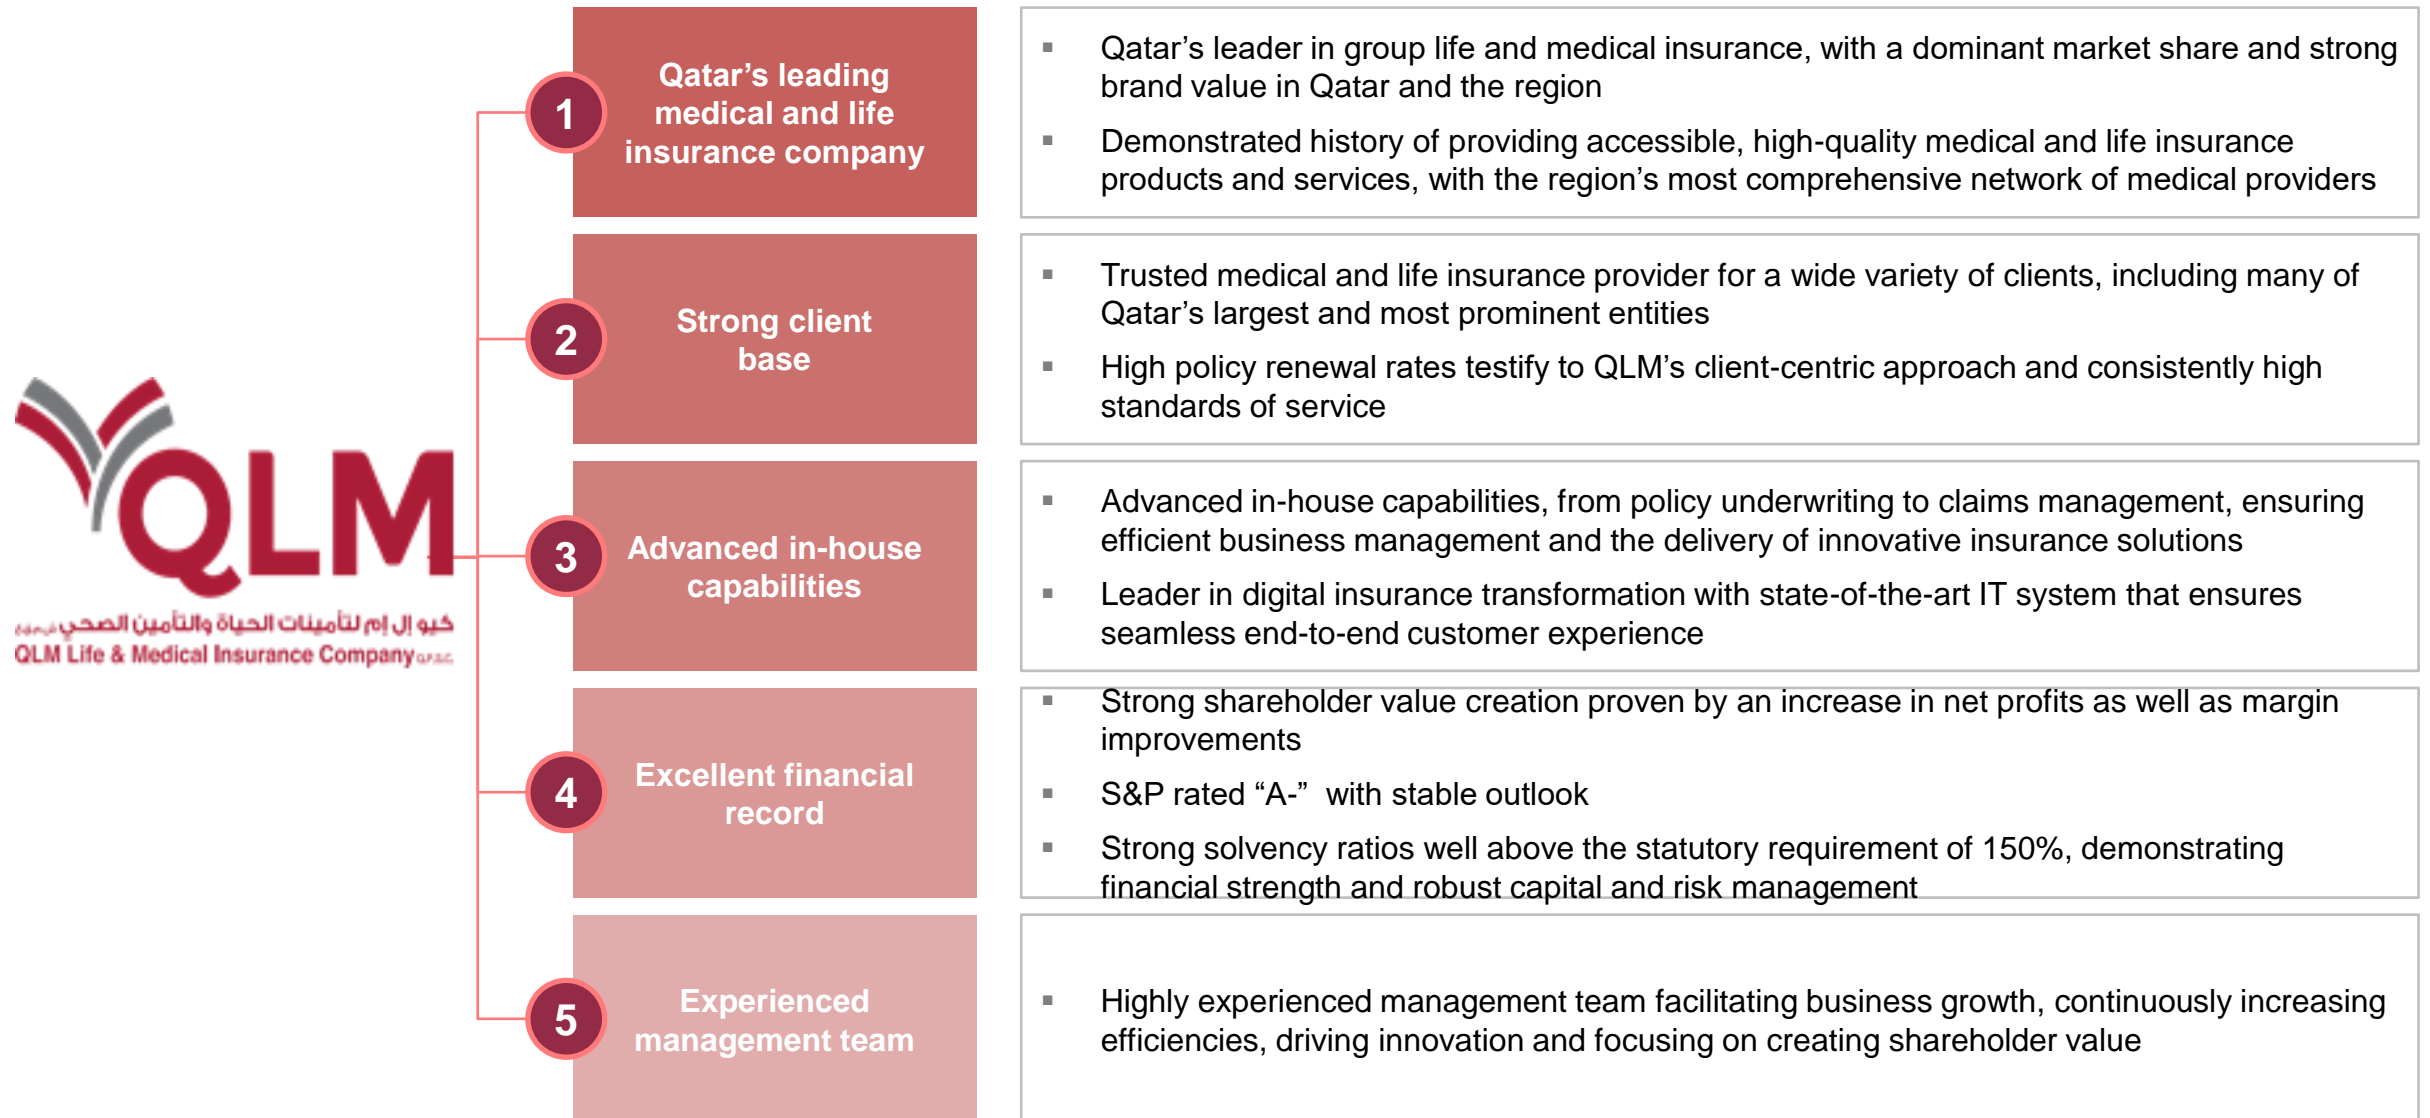 كيو إل إم لتأمينات الحياة والتأمين الصحي
QLM
QLM Life & Medical Insurance Company Q.P.S.C.
1
Qatar’s leading
medical and life
insurance company
▪ Qatar’s leader in group life and medical insurance, with a dominant market share and strong
brand value in Qatar and the region
▪ Demonstrated history of providing accessible, high-quality medical and life insurance
products and services, with the region’s most comprehensive network of medical providers
2
Strong client
base
▪ Trusted medical and life insurance provider for a wide variety of clients, including many of
Qatar’s largest and most prominent entities
▪ High policy renewal rates testify to QLM’s client-centric approach and consistently high
standards of service
3
Advanced in-house
capabilities
▪ Advanced in-house capabilities, from policy underwriting to claims management, ensuring
efficient business management and the delivery of innovative insurance solutions
▪ Leader in digital insurance transformation with state-of-the-art IT system that ensures
seamless end-to-end customer experience
4
Excellent financial
record
▪ Strong shareholder value creation proven by an increase in net profits as well as margin
improvements
▪ S&P rated “A-”  with stable outlook
▪ Strong solvency ratios well above the statutory requirement of 150%, demonstrating
financial strength and robust capital and risk management
5
Experienced
management team
▪ Highly experienced management team facilitating business growth, continuously increasing
efficiencies, driving innovation and focusing on creating shareholder value